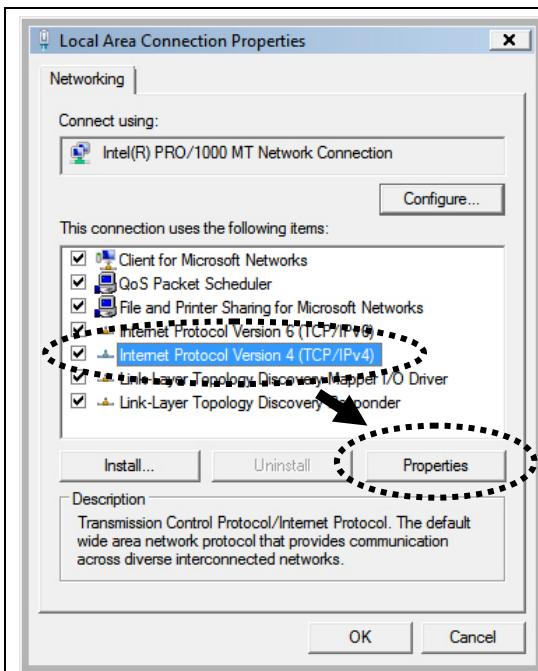 Local Area Connection Properties
Networking
Connect using:
Intel(R) PRO/1000 MT Network Connection
Configure...
This connection uses the following items:
Client for Microsoft Networks
QoS Packet Scheduler
File and Printer Sharing for Microsoft Networks
Internet Protocol Version 6 (TCP/IPv6)
Internet Protocol Version 4 (TCP/IPv4)
Link-Layer Topology Discovery Mapper I/O Driver
Link-Layer Topology Discovery Responder
Install...
Uninstall
Properties
Description
Transmission Control Protocol/Internet Protocol. The default
wide area network protocol that provides communication
across diverse interconnected networks.
OK
Cancel